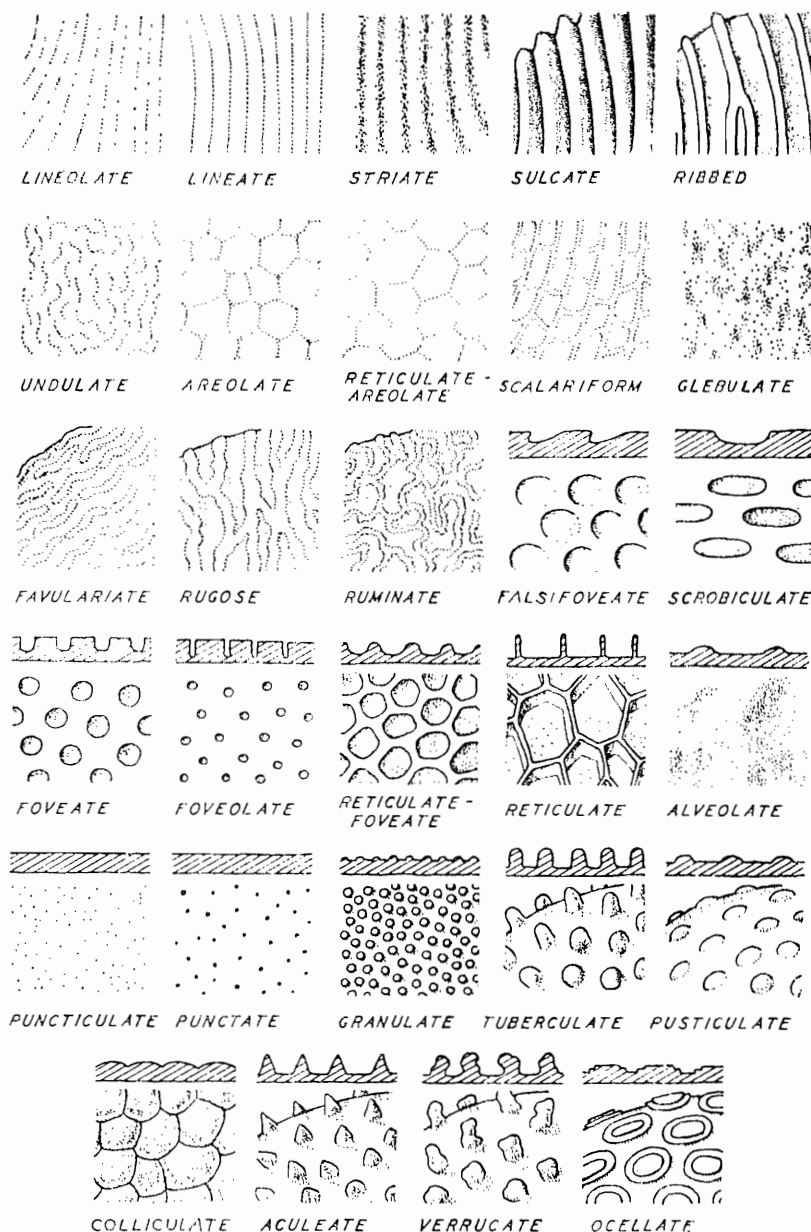 LINEOLATE LINEATE STRIATE SULCATE RIBBED
UNDULATE AREOLATE RETICULATE- SCALARIFORM GLEBULATE
AREOLATE
FAVULARIATE RUGOSE RUMINATE FALSIFOVEATE SCROBICULATE
FOVEATE FOVEOLATE RETICULATE- RETICULATE ALVEOLATE
FOVEATE
PUNCTICULATE PUNCTATE GRANULATE TUBERCULATE PUSTICULATE
COLLICULATE ACULEATE VERRUCATE OCELLATE